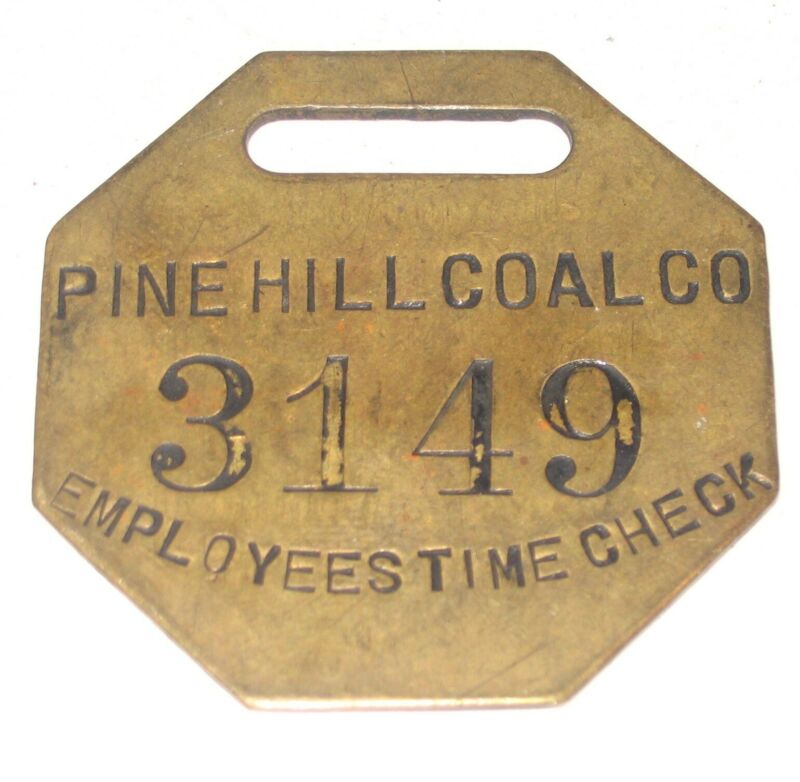 PINE HILL COAL CO
3149
EMPLOYEES TIME CHECK